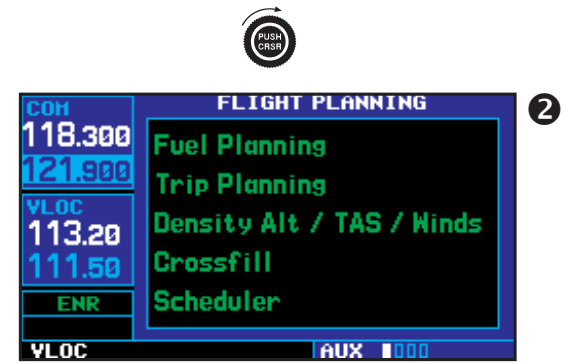 PUSH
CRSR
FLIGHT PLANNING
❷
COM
118.300
121.900
VLOC
113.20
111.50
ENR
Fuel Planning
Trip Planning
Density Alt / TAS / Winds
Crossfill
Scheduler
VLOC
AUX